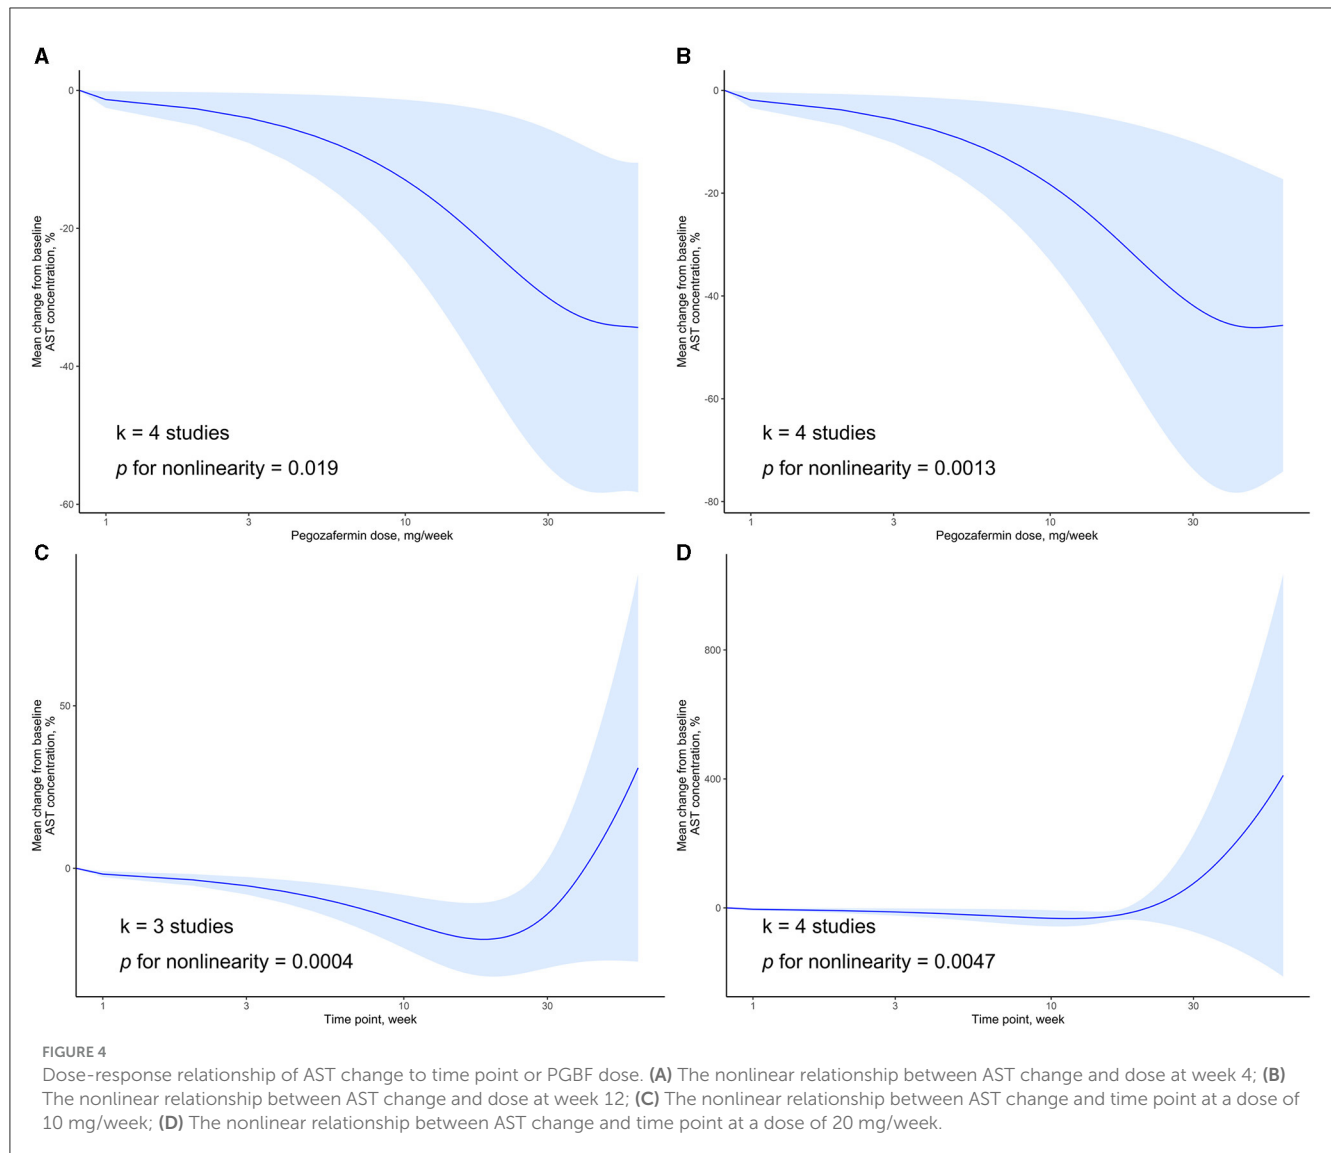 A
0
-20
-40
-60
Mean change from baseline
AST concentration, %
k = 4 studies
p for nonlinearity = 0.019
1
3
10
30
Pegozafermin dose, mg/week
B
0
-20
-40
-60
-80
Mean change from baseline
AST concentration, %
k = 4 studies
p for nonlinearity = 0.0013
1
3
10
30
Pegozafermin dose, mg/week
C
50
0
Mean change from baseline
AST concentration, %
k = 3 studies
p for nonlinearity = 0.0004
1
3
10
30
Time point, week
D
800
400
0
Mean change from baseline
AST concentration, %
k = 4 studies
p for nonlinearity = 0.0047
1
3
10
30
Time point, week
FIGURE 4
Dose-response relationship of AST change to time point or PGBF dose. (A) The nonlinear relationship between AST change and dose at week 4; (B)
The nonlinear relationship between AST change and dose at week 12; (C) The nonlinear relationship between AST change and time point at a dose of
10 mg/week; (D) The nonlinear relationship between AST change and time point at a dose of 20 mg/week.